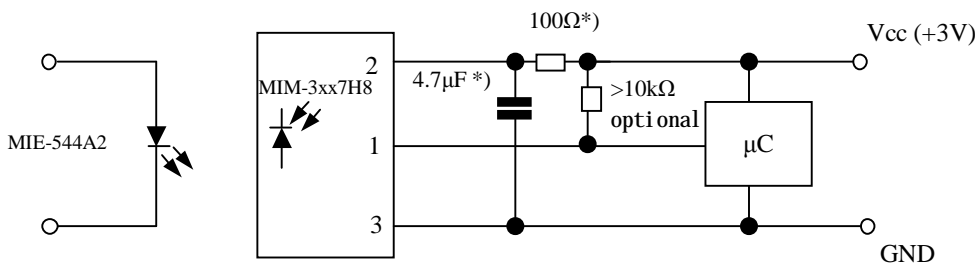 100Ω*)
Vcc (+3V)
2
MIM-3xx7H8
4.7μF *)
>10kΩ
optional
MIE-544A2
1
μC
3
GND